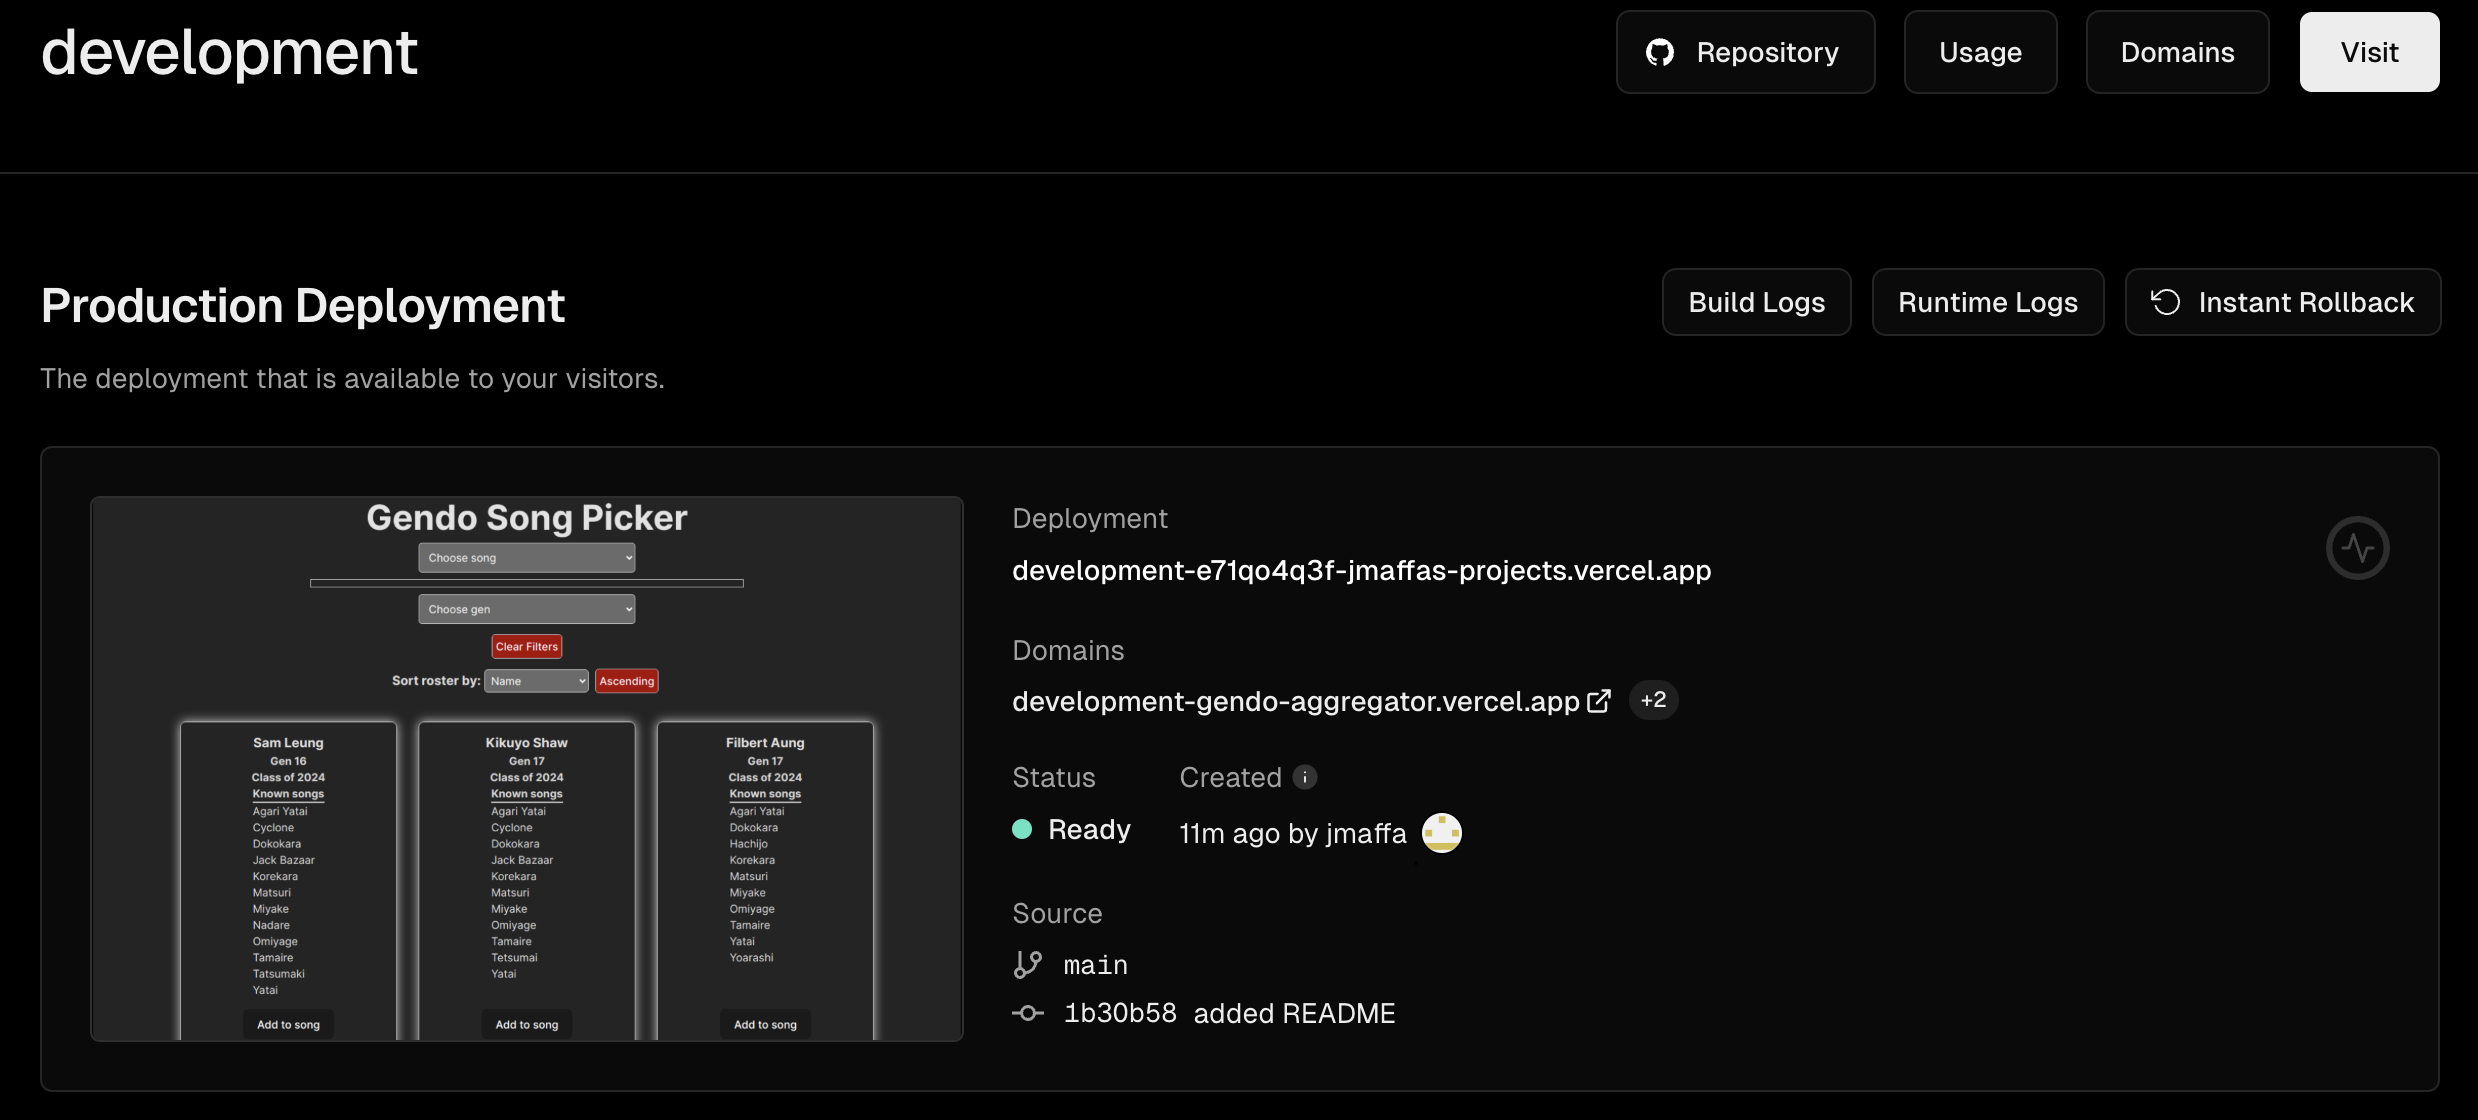 development
Repository
Usage
Domains
Visit
Production Deployment
Build Logs
Runtime Logs
Instant Rollback
The deployment that is available to your visitors.
Gendo Song Picker
Choose song
Choose gen
Clear Filters
Sort roster by: Name Ascending
Sam Leung
Gen 16
Class of 2024
Known songs
Agari Yatai
Cyclone
Dokokara
Jack Bazaar
Korekara
Matsuri
Miyake
Nadare
Omiyage
Tamaire
Tatsumaki
Yatai
Add to song
Kikuyo Shaw
Gen 17
Class of 2024
Known songs
Agari Yatai
Cyclone
Dokokara
Jack Bazaar
Korekara
Matsuri
Miyake
Omiyage
Tamaire
Tetsumai
Yatai
Add to song
Filbert Aung
Gen 17
Class of 2024
Known songs
Agari Yatai
Dokokara
Hachijo
Korekara
Matsuri
Miyake
Omiyage
Tamaire
Yatai
Yoarashi
Add to song
Deployment
development-e71qo4q3f-jmaffas-projects.vercel.app
Domains
development-gendo-aggregator.vercel.app +2
Status
Ready
Created
11m ago by jmaffa
Source
main
1b30b58 added README